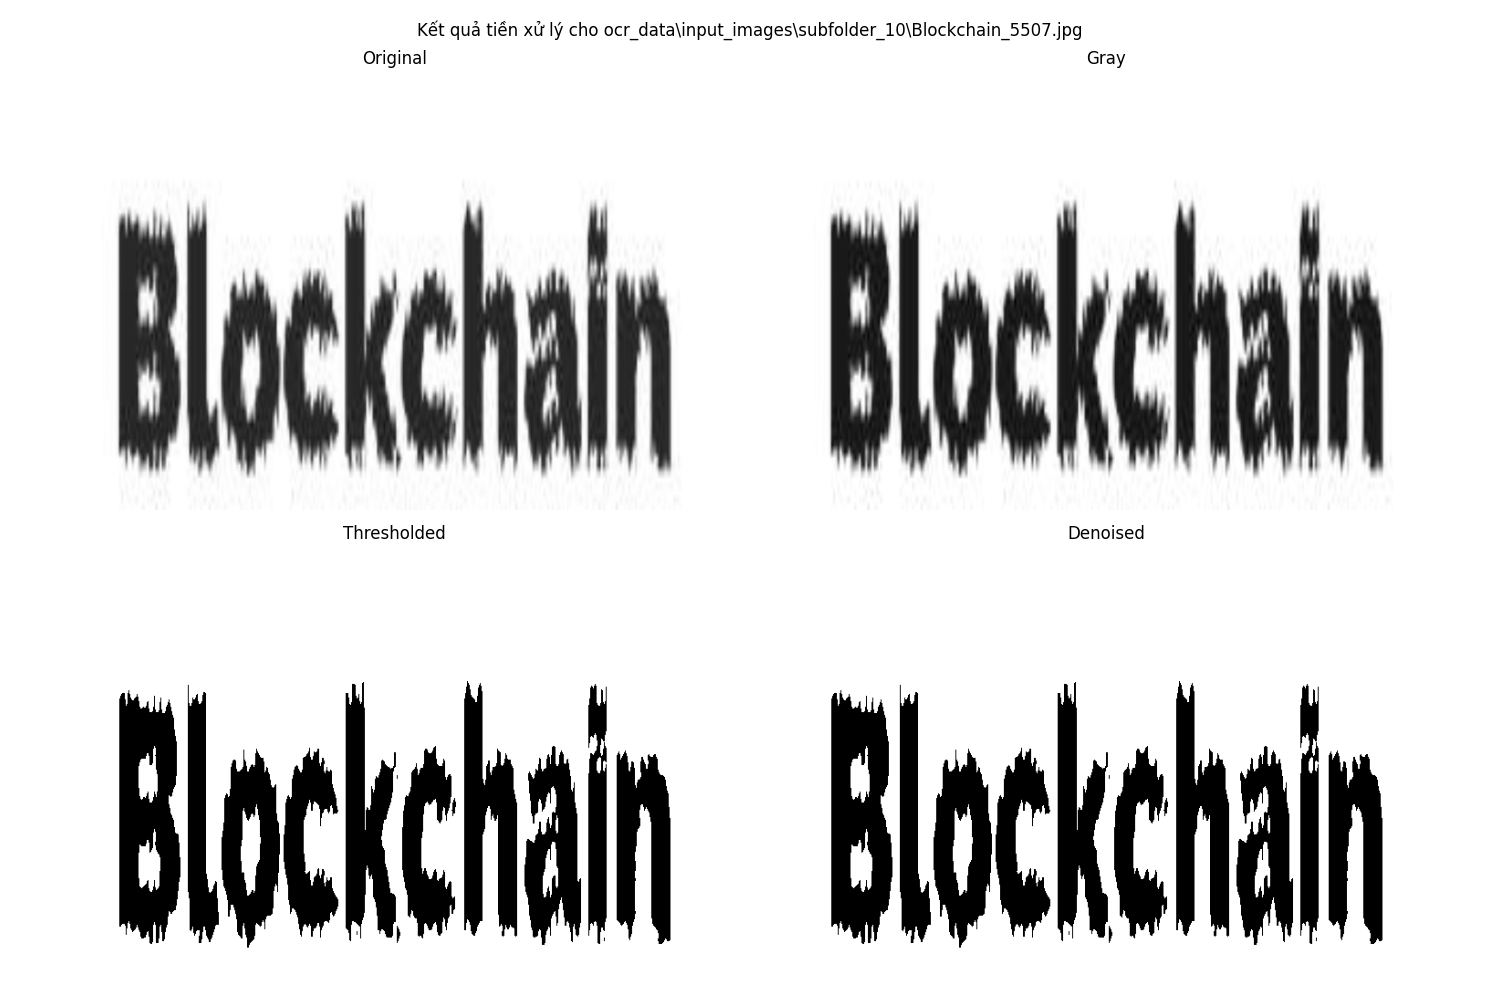 Kết quả tiền xử lý cho ocr_data\input_images\subfolder_10\Blockchain_5507.jpg
Original
Gray
Blockchain
Blockchain
Thresholded
Denoised
Blockchain
Blockchain